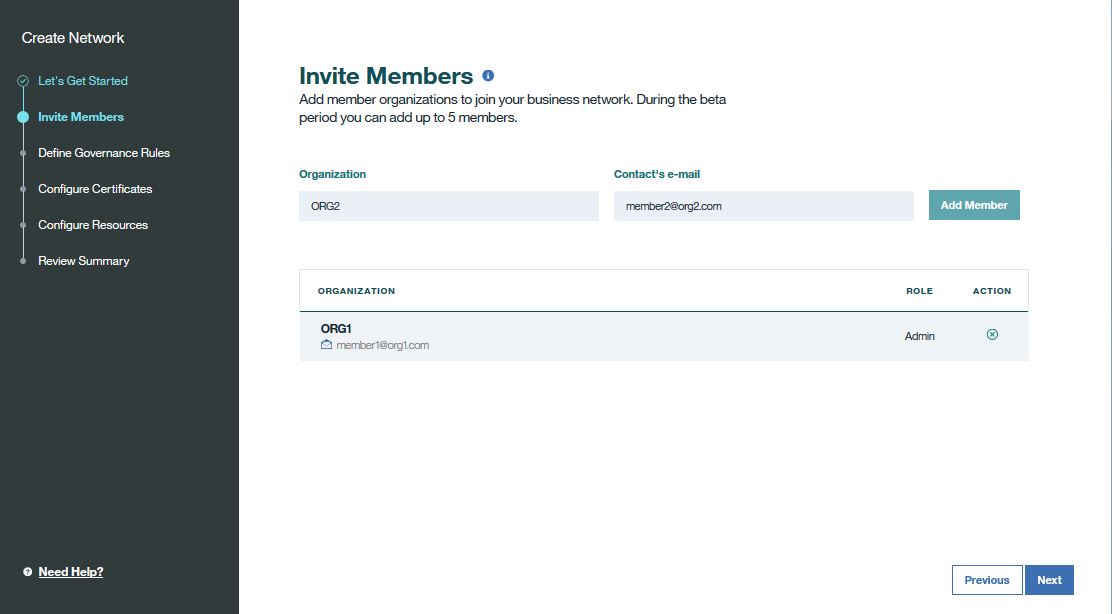 Create Network
Let's Get Started
Invite Members
Define Governance Rules
Configure Certificates
Configure Resources
Review Summary
Need Help?
Invite Members
Add member organizations to join your business network. During the beta
period you can add up to 5 members.
Organization
Contact's e-mail
ORG2
member2@org2.com
Add Member
ORGANIZATION
ROLE
ACTION
ORG1
member1@org1.com
Admin
Previous
Next